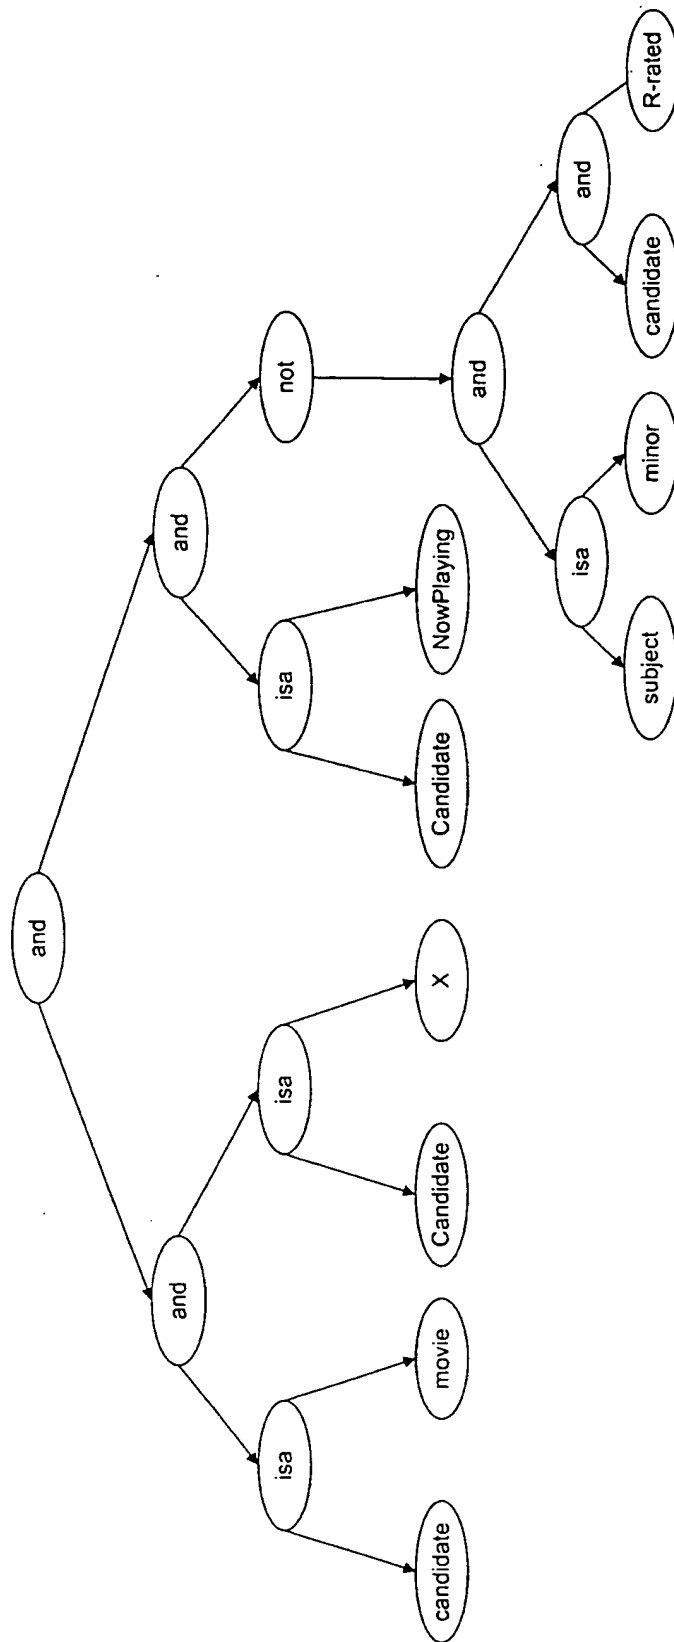 and
and
and
isa
isa
isa
not
candidate
movie
Candidate
X
Candidate
NowPlaying
and
isa
and
subject
minor
candidate
R-rated